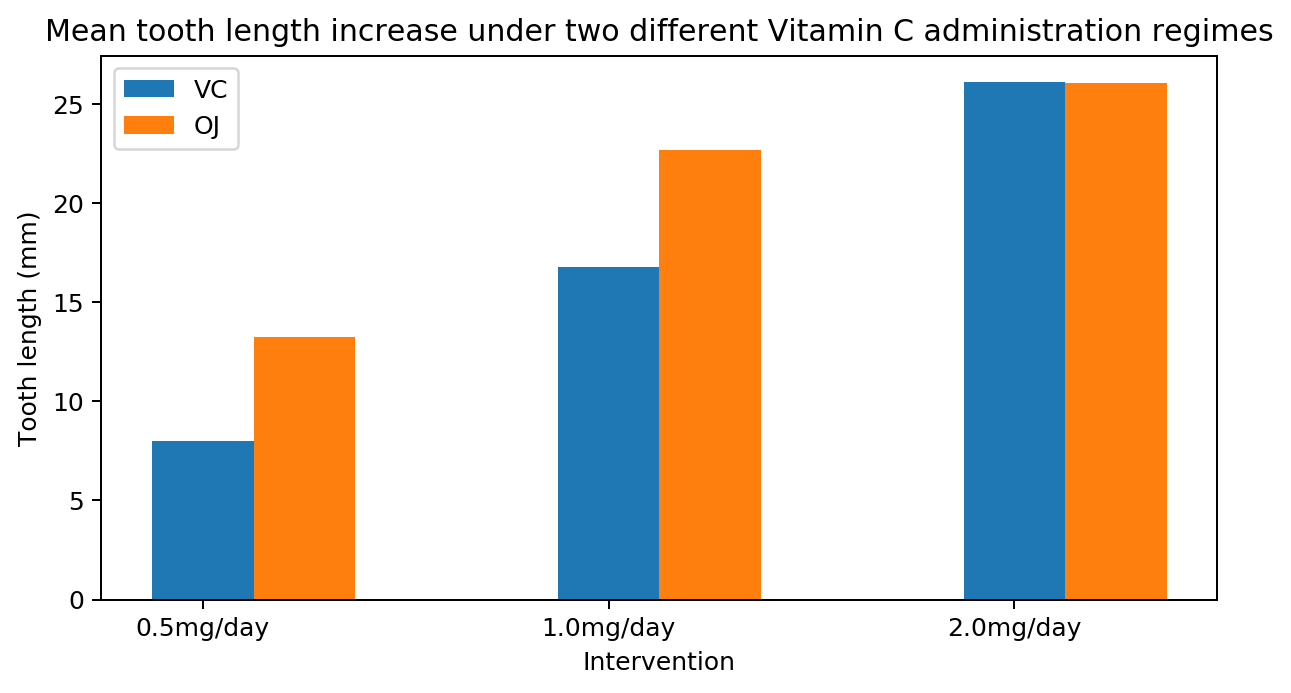 Mean tooth length increase under two different Vitamin C administration regimes
VC
OJ
Tooth length (mm)
25
20
15
10
5
0
0.5mg/day
1.0mg/day
2.0mg/day
Intervention